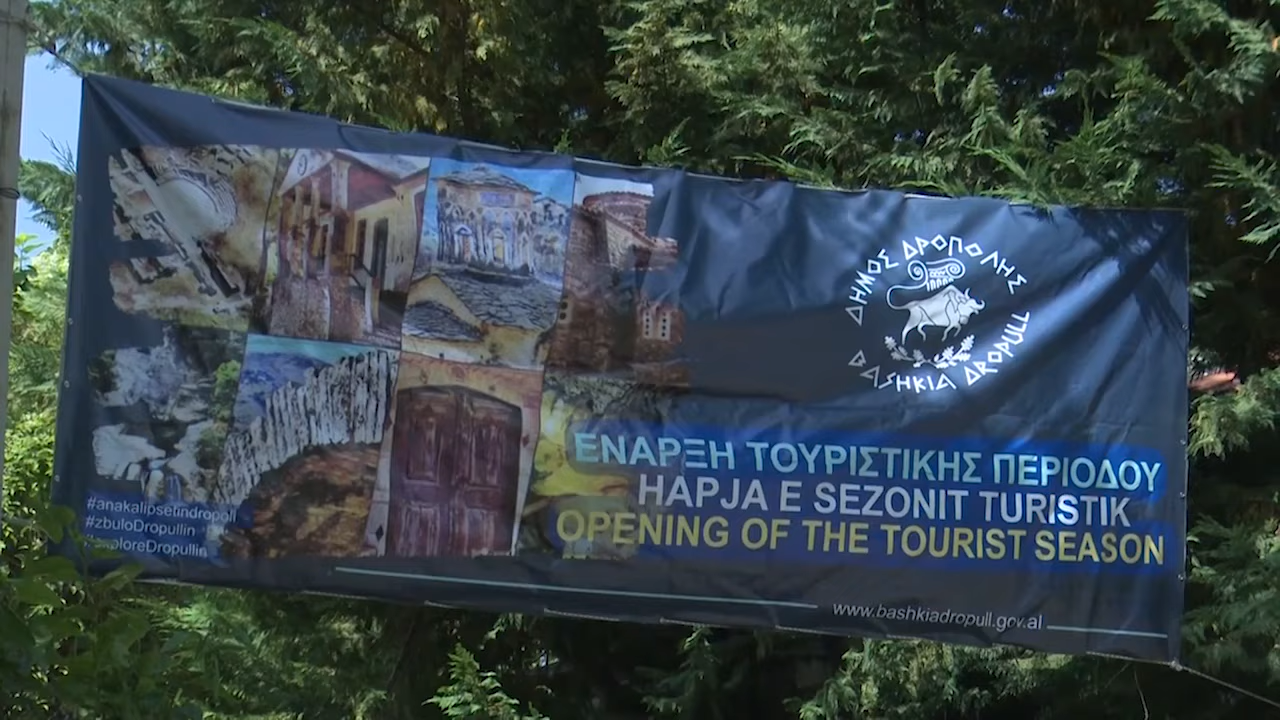 ΔΗΜΟΣ ΔΡΟΠΟΛΗΣ
BASHKIA DROPULL
ΕΝΑΡΞΗ ΤΟΥΡΙΣΤΙΚΗΣ ΠΕΡΙΟΔΟΥ
HAPJA E SEZONIT TURISTIK
OPENING OF THE TOURIST SEASON
#anakalipsetindropoli
#zbuloDropullin
www.bashkiadropull.gov.al